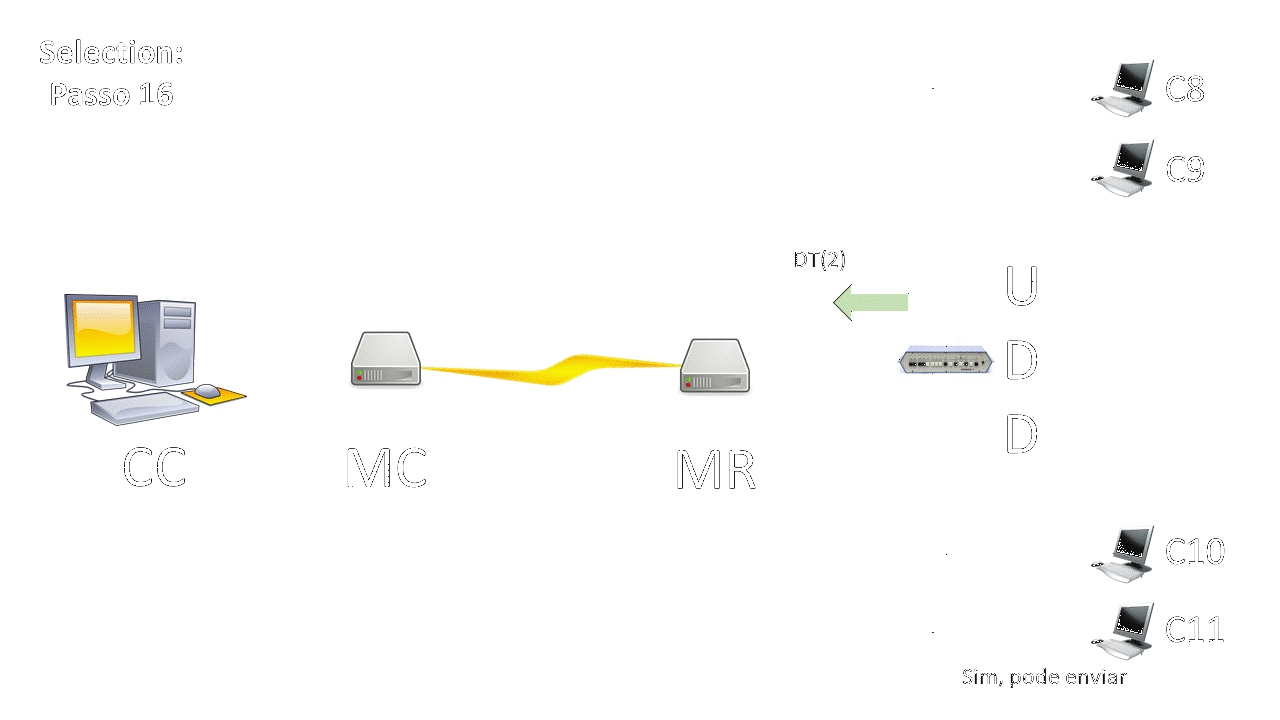 Selection:
Passo 16
C8
C9
DT(2)
U
D
D
CC
MC
MR
C10
C11
Sim, pode enviar